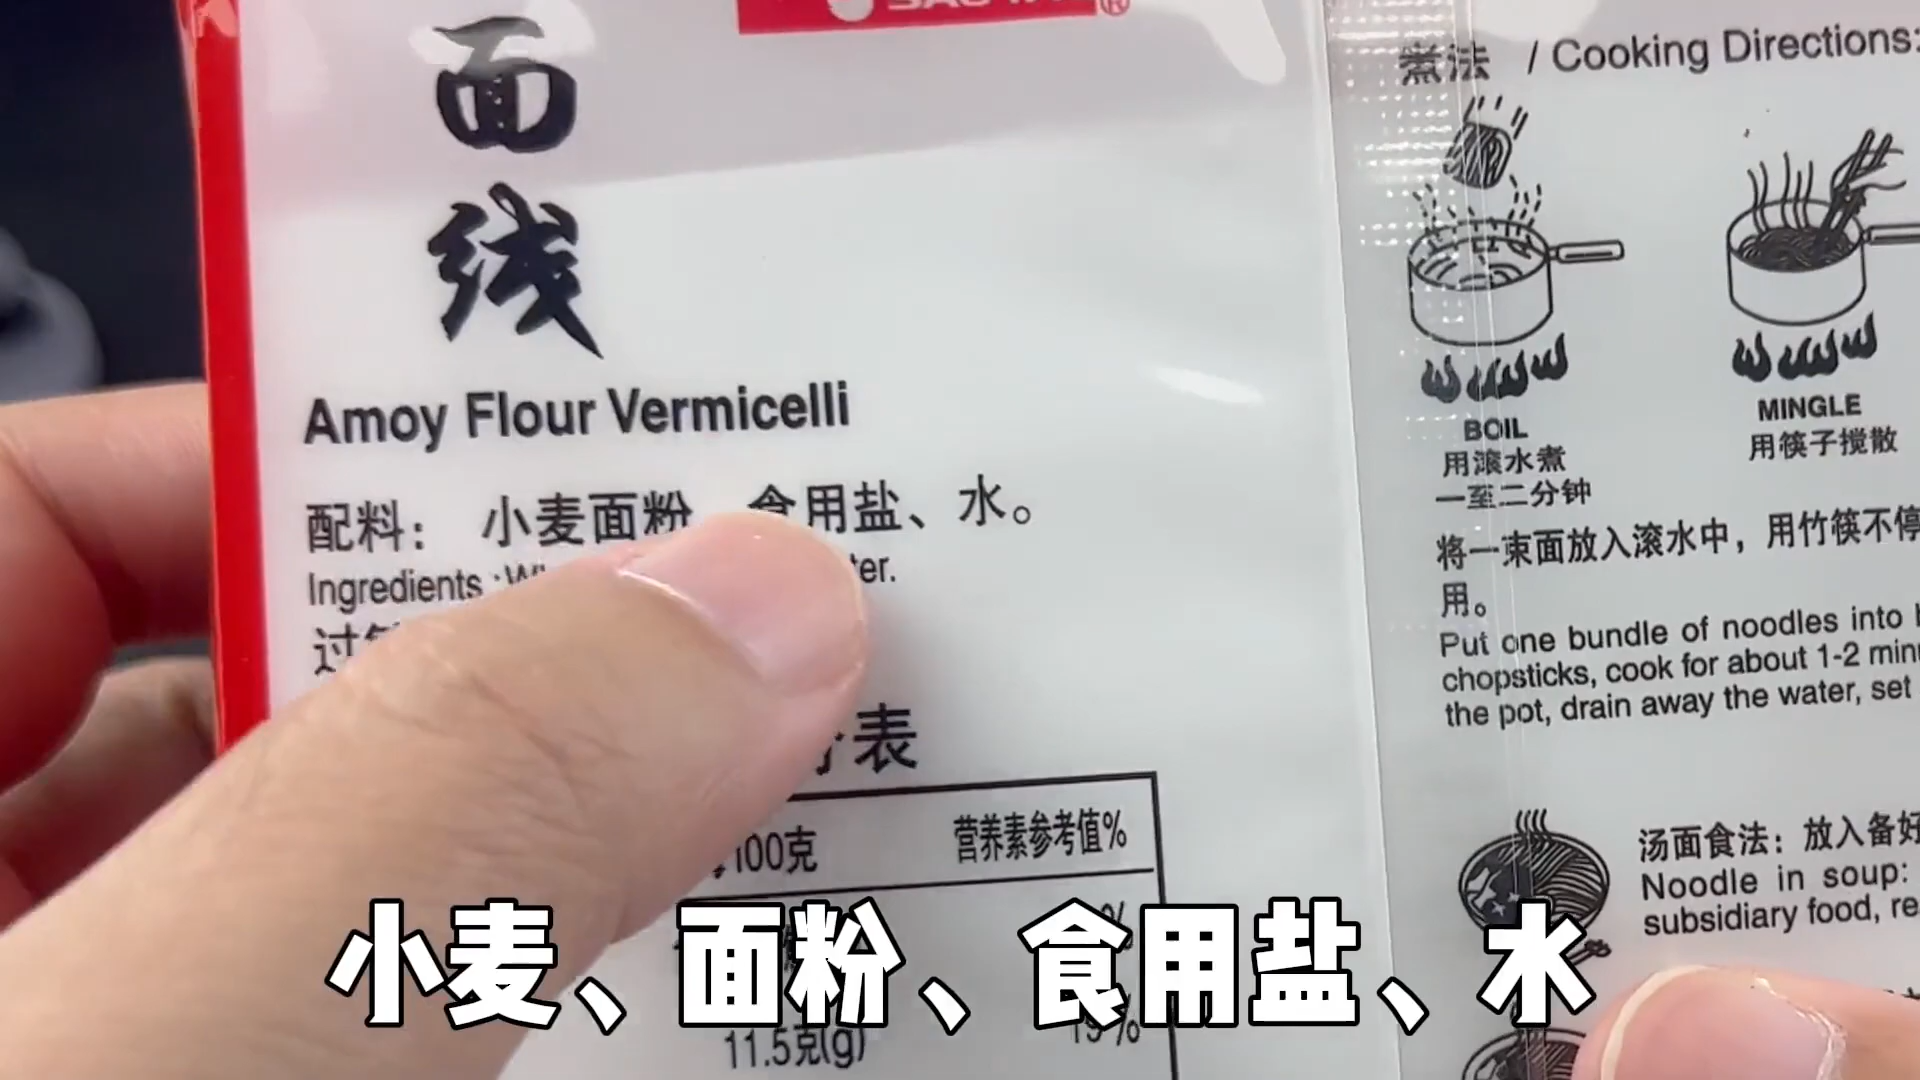 面
线
Amoy Flour Vermicelli
配料： 小麦面粉 食用盐、水。
Ingredients
表
100克 营养素参考值%
11.5克(g) 19%
煮法 / Cooking Directions:
BOIL
用滚水煮
一至二分钟
MINGLE
用筷子搅散
将一束面放入滚水中，用竹筷不停
用。
Put one bundle of noodles into
chopsticks, cook for about 1-2
the pot, drain away the water, set
汤面食法：放入备好
Noodle in soup:
subsidiary food,
小麦、面粉、食用盐、水